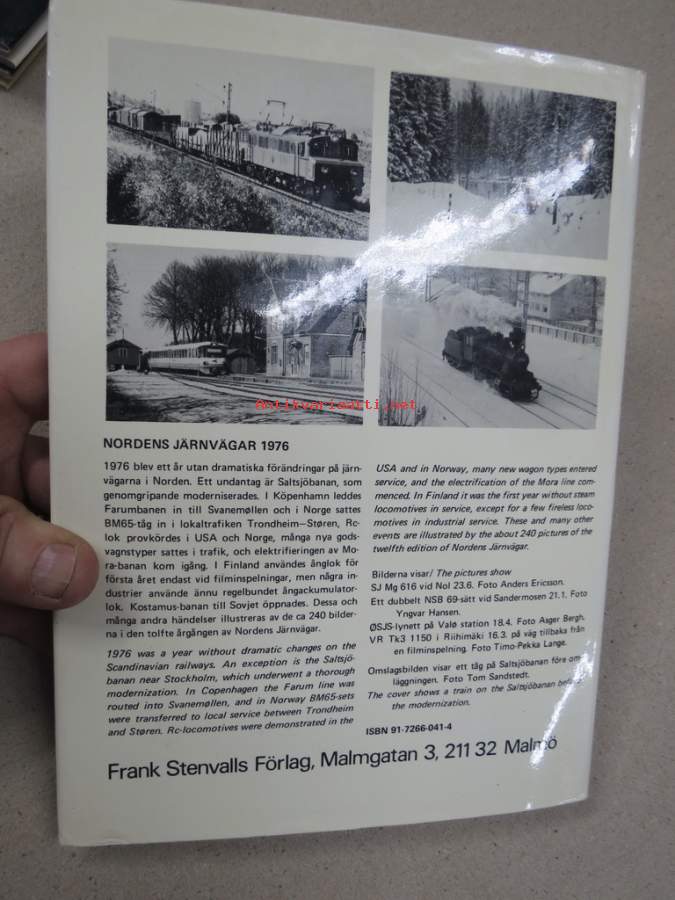 Antikvariaatti.net
NORDENS JÄRNVÄGAR 1976
1976 blev ett år utan dramatiska förändringar på järn-
vägarna i Norden. Ett undantag är Saltsjöbanan, som
genomgripande moderniserades. I Köpenhamn leddes
Farumbanen in till Svanemøllen och i Norge sattes
BM65-tåg in i lokaltrafiken Trondheim—Støren, Rc-
lok provkördes i USA och Norge, många nya gods-
vagnstyper sattes i trafik, och elektrifieringen av Mo-
ra-banan kom igång. I Finland användes ånglok för
första året endast vid filminspelningar, men några in-
dustrier använde ännu regelbundet ångackumulator-
lok. Kostamus-banan till Sovjet öppnades. Dessa och
många andra händelser illustreras av de ca 240 bilder-
na i den tolfte årgången av Nordens Järnvägar.
1976 was a year without dramatic changes on the
Scandinavian railways. An exception is the Saltsjö-
banan near Stockholm, which underwent a thorough
modernization. In Copenhagen the Farum line was
routed into Svanemøllen, and in Norway BM65-sets
were transferred to local service between Trondheim
and Støren. Rc-locomotives were demonstrated in the
USA and in Norway, many new wagon types entered
service, and the electrification of the Mora line com-
menced. In Finland it was the first year without steam
locomotives in service, except for a few fireless loco-
motives in industrial service. These and many other
events are illustrated by the about 240 pictures of the
twelfth edition of Nordens Järnvägar.
Bilderna visar/ The pictures show
SJ Mg 616 vid Nol 23.6. Foto Anders Ericsson.
Ett dubbelt NSB 69-sätt vid Sandermosen 21.1. Foto
Yngvar Hansen.
ØSJS-lynett på Valø station 18.4. Foto Asger Bergh.
VR Tk3 1150 i Riihimäki 16.3. på väg tillbaka från
en filminspelning. Foto Timo-Pekka Lange.
Omslagsbilden visar ett tåg på Saltsjöbanan före om-
läggningen. Foto Tom Sandstedt.
The cover shows a train on the Saltsjöbanan before
the modernization.
ISBN 91-7266-041-4
Frank Stenvalls Förlag, Malmgatan 3, 211 32 Malmö